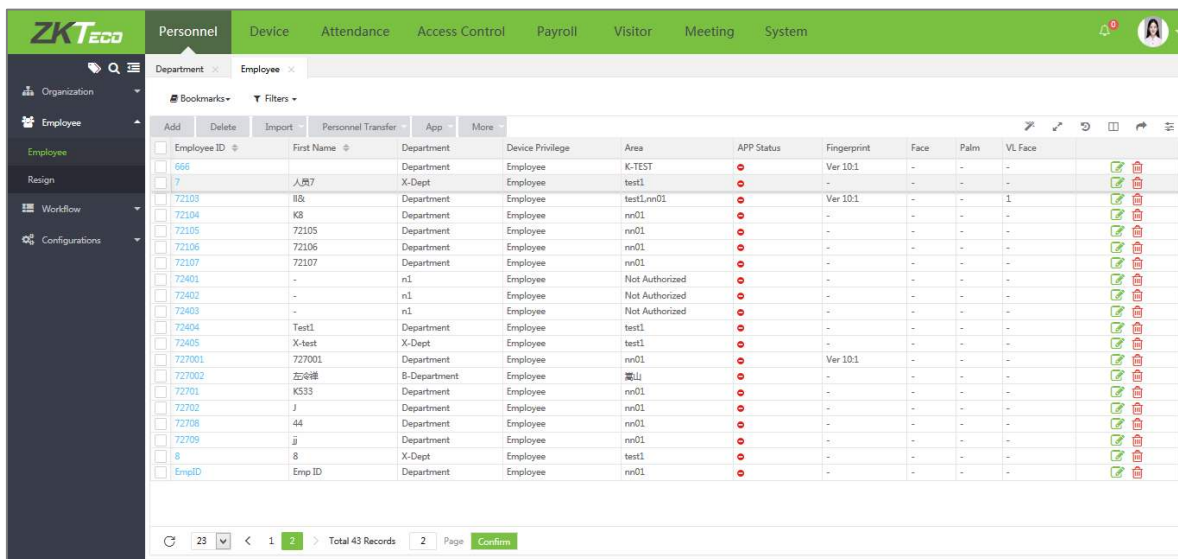 ZKTECO Personnel Device Attendance Access Control Payroll Visitor Meeting System 0
Department Employee
Organization
Bookmarks Filters
Employee
Add Delete Import Personnel Transfer App More
Employee ID First Name Department Device Privilege Area APP Status Fingerprint Face Palm VL Face
Employee
666 Department Employee K-TEST Ver 10:1 - - -
7 人员7 X-Dept Employee test1 - - - -
Resign
72103 Department Employee test1,nn01 Ver 10:1 - - 1
Workflow
72104 K8 Department Employee nn01 - - - -
72105 72105 Department Employee nn01 - - - -
72106 72106 Department Employee nn01 - - - -
Configurations
72107 72107 Department Employee nn01 - - - -
72401 - n1 Employee Not Authorized - - - -
72402 - n1 Employee Not Authorized - - - -
72403 - n1 Employee Not Authorized - - - -
72404 Test1 Department Employee test1 - - - -
72405 X-test X-Dept Employee test1 - - - -
727001 727001 Department Employee nn01 Ver 10:1 - - -
727002 左冷禅 B-Department Employee 嵩山 - - - -
72701 K533 Department Employee nn01 - - - -
72702 J Department Employee nn01 - - - -
72708 44 Department Employee nn01 - - - -
72709 jj Department Employee nn01 - - - -
8 8 X-Dept Employee test1 - - - -
EmpID Emp ID Department Employee nn01 - - - -
23 < 1 2 > Total 43 Records 2 Page Confirm